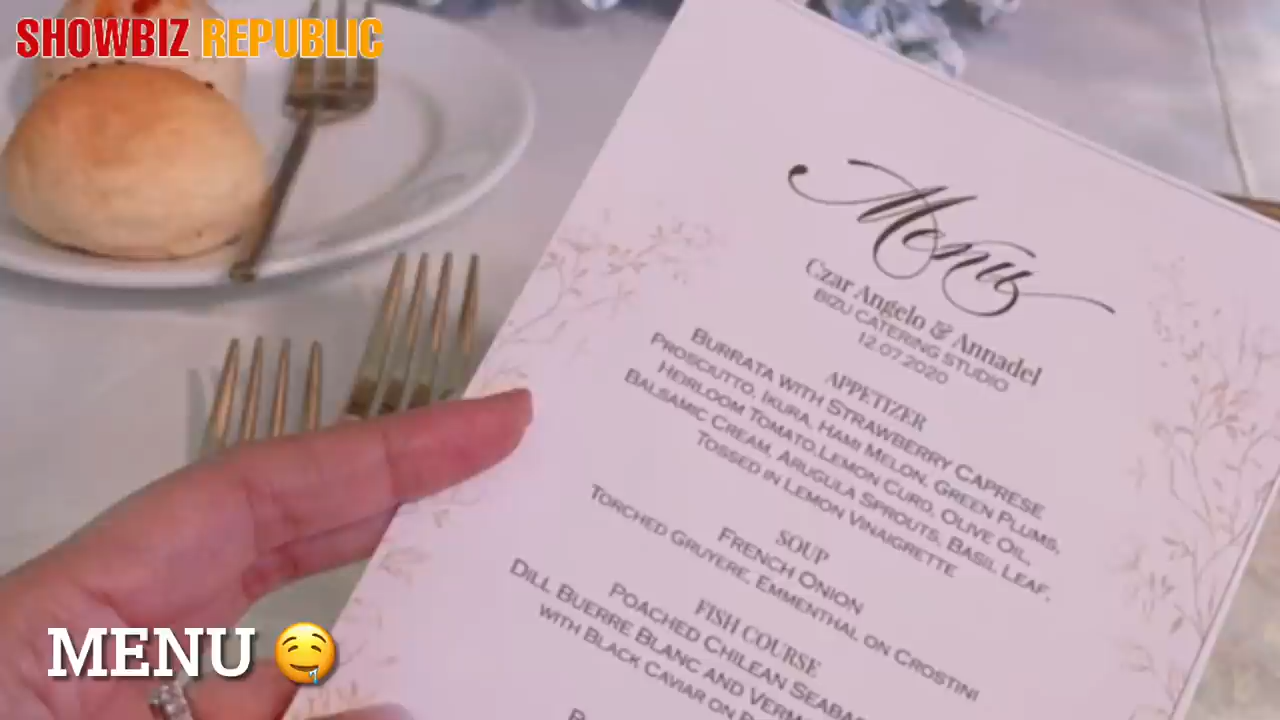 SHOWBIZ REPUBLIC
Menu
Czar Angelo & Annadel
BIZU CATERING STUDIO
12.07.2020
APPETIZER
BURRATA WITH STRAWBERRY CAPRESE
PROSCIUTTO, IKURA, HAMI MELON, GREEN PLUMS,
HEIRLOOM TOMATO,LEMON CURD, OLIVE OIL,
BALSAMIC CREAM, ARUGULA SPROUTS, BASIL LEAF,
TOSSED IN LEMON VINAIGRETTE
SOUP
FRENCH ONION
TORCHED GRUYERE, EMMENTHAL ON CROSTINI
FISH COURSE
POACHED CHILEAN SEABASS
DILL BUERRE BLANC AND
WITH BLACK CAVIAR ON
MENU 🤤